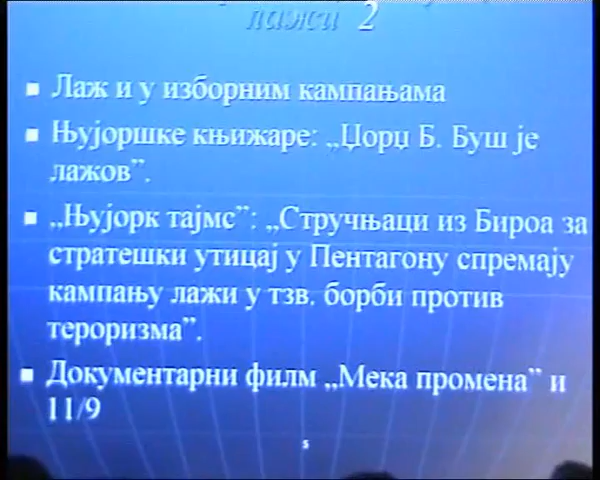 лажи 2
Лаж и у изборним кампањама
Њујоршке књижаре: „Џорџ Б. Буш је
лажов”.
„Њујорк тајмс”: „Стручњаци из Бироа за
стратешки утицај у Пентагону спремају
кампању лажи у тзв. борби против
тероризма”.
Документарни филм „Мека промена” и
11/9
5